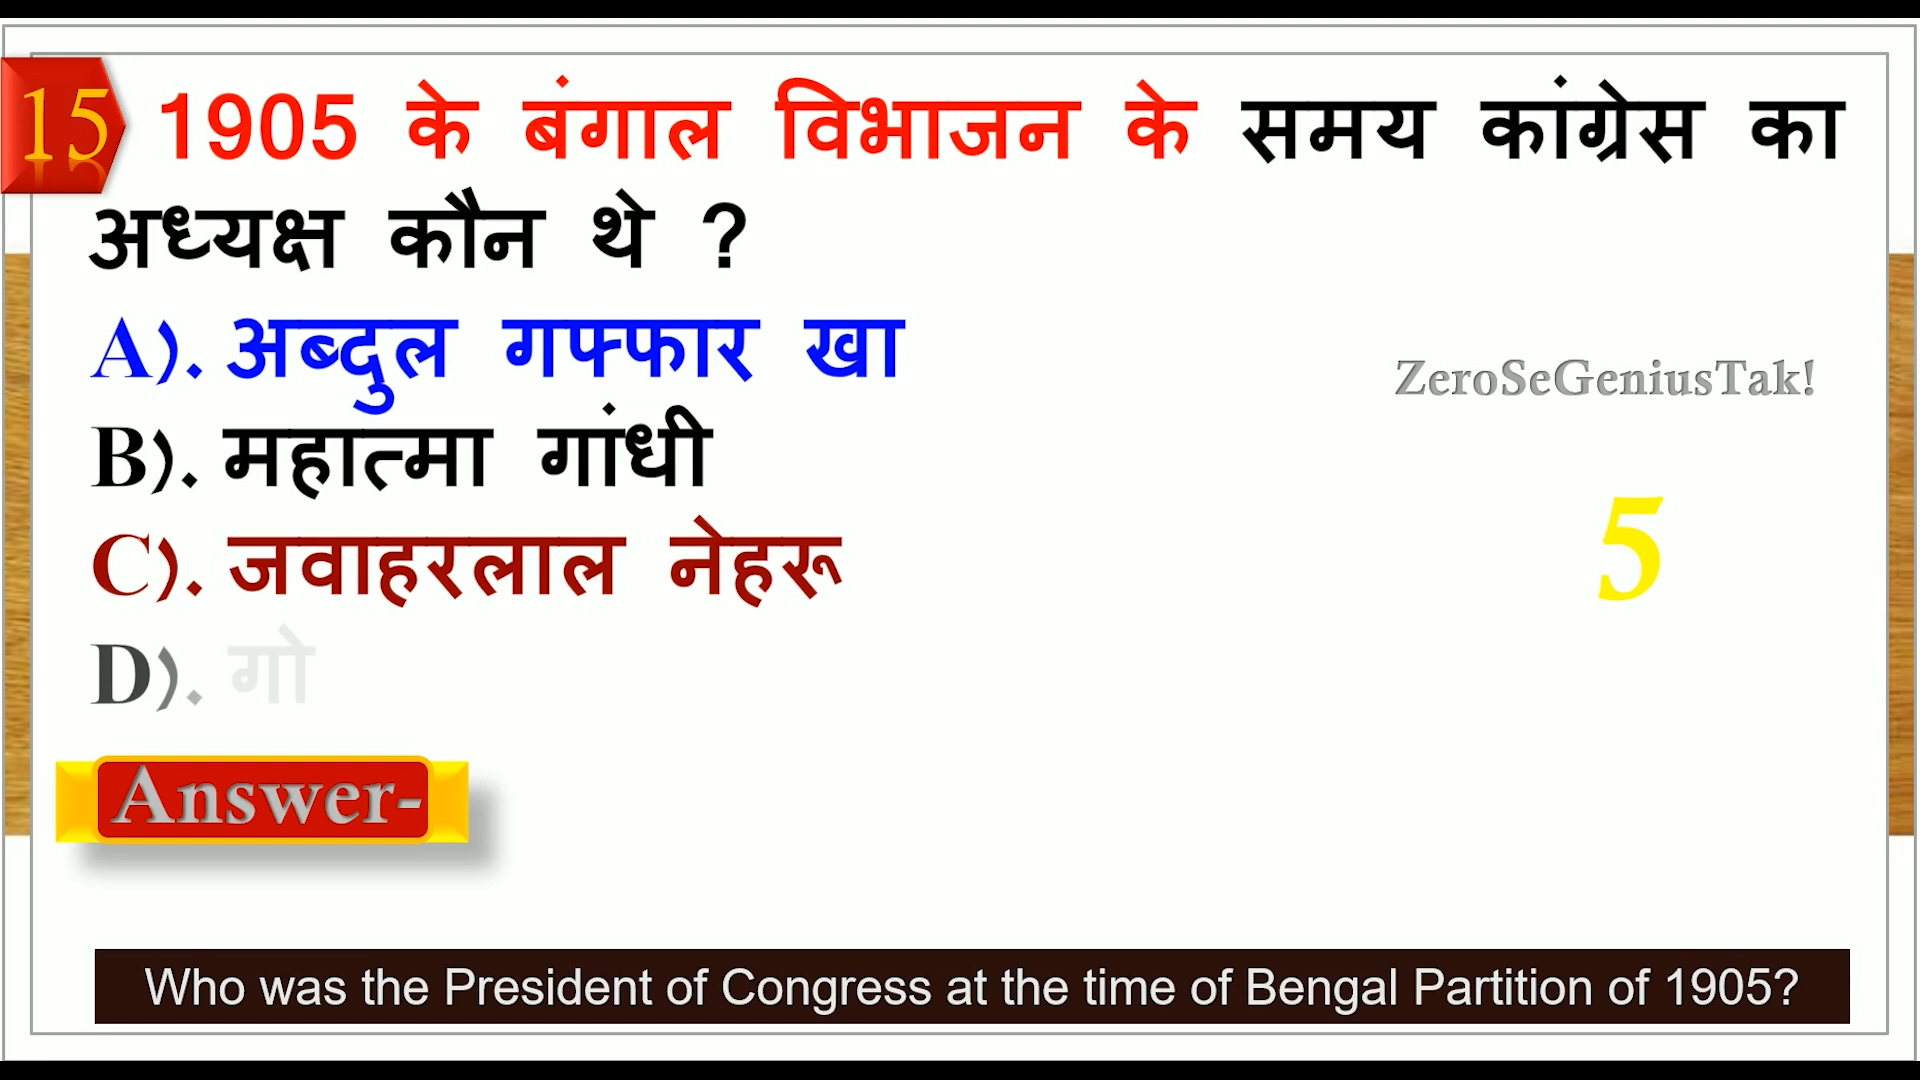 15 1905 के बंगाल विभाजन के समय कांग्रेस का
अध्यक्ष कौन थे ?
A). अब्दुल गफ्फार खा
B). महात्मा गांधी
C). जवाहरलाल नेहरू
D). गो
ZeroSeGeniusTak!
5
Answer-
Who was the President of Congress at the time of Bengal Partition of 1905?